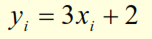 yᵢ = 3xᵢ + 2